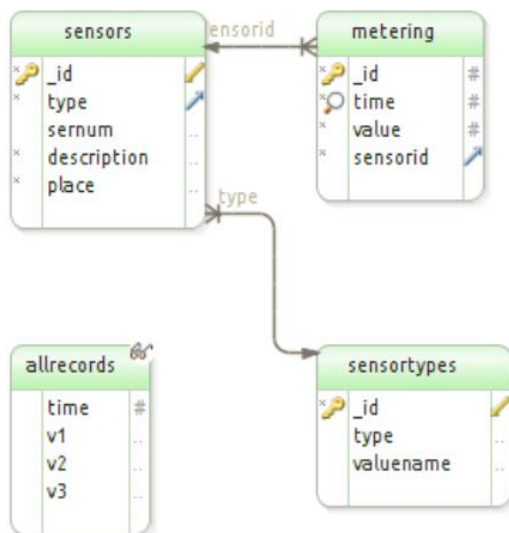 sensors
_id
type
sernum
description
place
ensorid
metering
_id #
time #
value #
sensorid
type
allrecords
time #
v1
v2
v3
sensortypes
_id
type
valuename